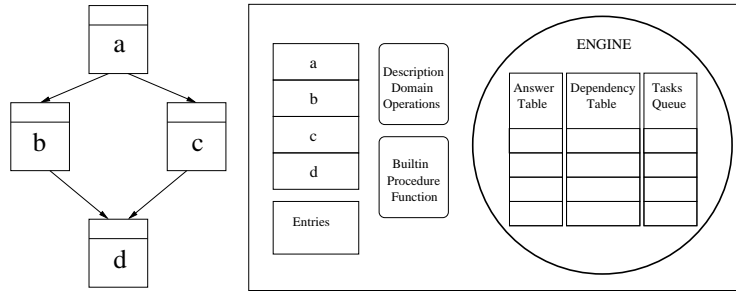 a
b
c
d
a
b
c
d
Entries
Description
Domain
Operations
Builtin
Procedure
Function
ENGINE
Answer
Table
Dependency
Table
Tasks
Queue